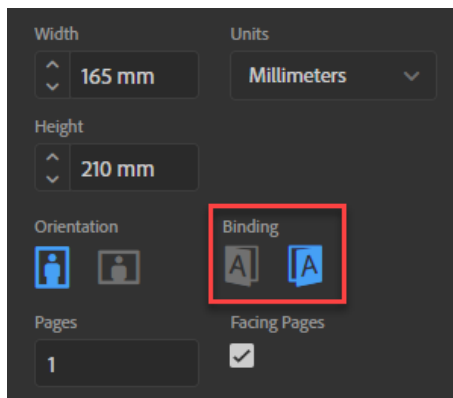 Width Units
165 mm Millimeters
Height
210 mm
Orientation Binding
A A
Pages Facing Pages
1